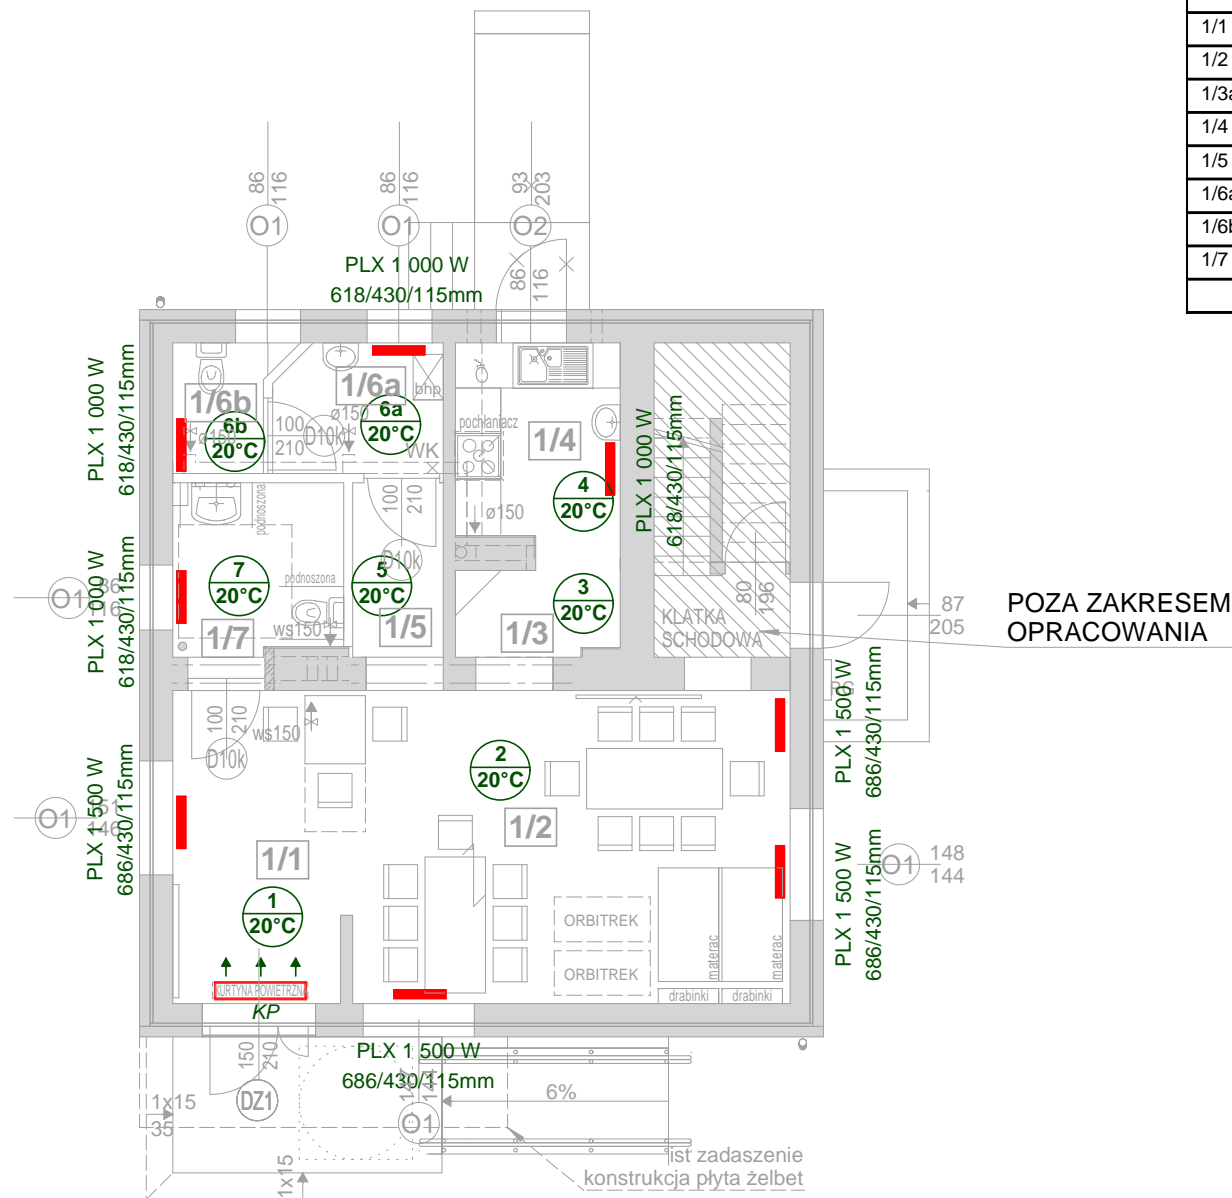 1/1
1/2
1/3a
1/4
1/5
1/6a
1/6b
1/7
86
116
86
116
93
203
O1
O1
O2
86
116
PLX 1 000 W
618/430/115mm
PLX 1 000 W
618/430/115mm
1/6b
6b
20°C
ø150
100
210
D10k
1/6a
ø150
6a
20°C
bhp
WK
pochłaniacz
1/4
4
20°C
ø150
PLX 1 000 W
618/430/115mm
podnoszona
100
210
D10k
PLX 1 000 W
618/430/115mm
O1
86
116
7
20°C
podnoszona
ws150
1/7
5
20°C
1/5
3
20°C
1/3
KLATKA
SCHODOWA
80
196
87
205
POZA ZAKRESEM
OPRACOWANIA
100
210
D10k
ws150
2
20°C
1/2
PLX 1 500 W
686/430/115mm
PLX 1 500 W
686/430/115mm
O1
151
146
1/1
1
20°C
PLX 1 500 W
686/430/115mm
O1
148
144
ORBITREK
ORBITREK
materac
materac
drabinki
drabinki
KURTYNA POWIETRZNA
KP
150
210
DZ1
PLX 1 500 W
686/430/115mm
O1
6%
1x15
35
1x15
ist zadaszenie
konstrukcja płyta żelbet